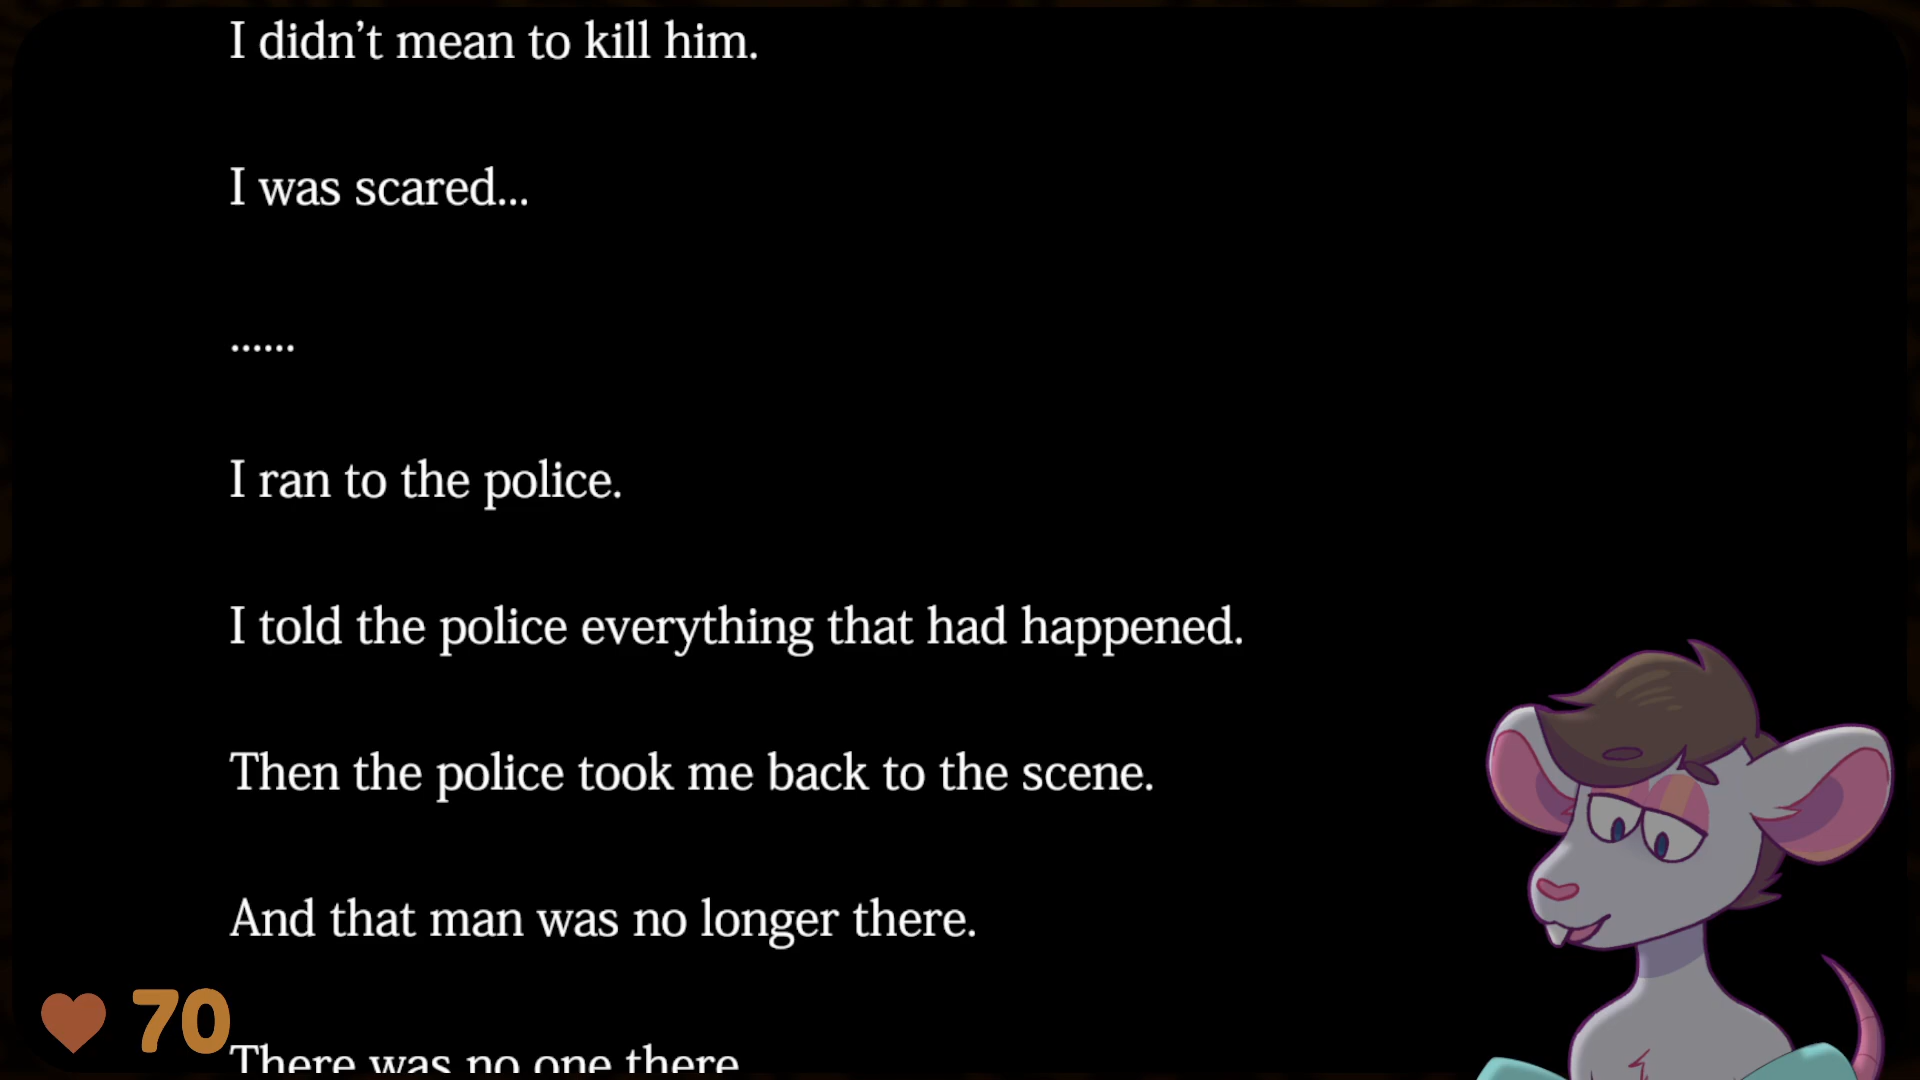 I didn’t mean to kill him.
I was scared...
......
I ran to the police.
I told the police everything that had happened.
Then the police took me back to the scene.
And that man was no longer there.
70
There was no one there